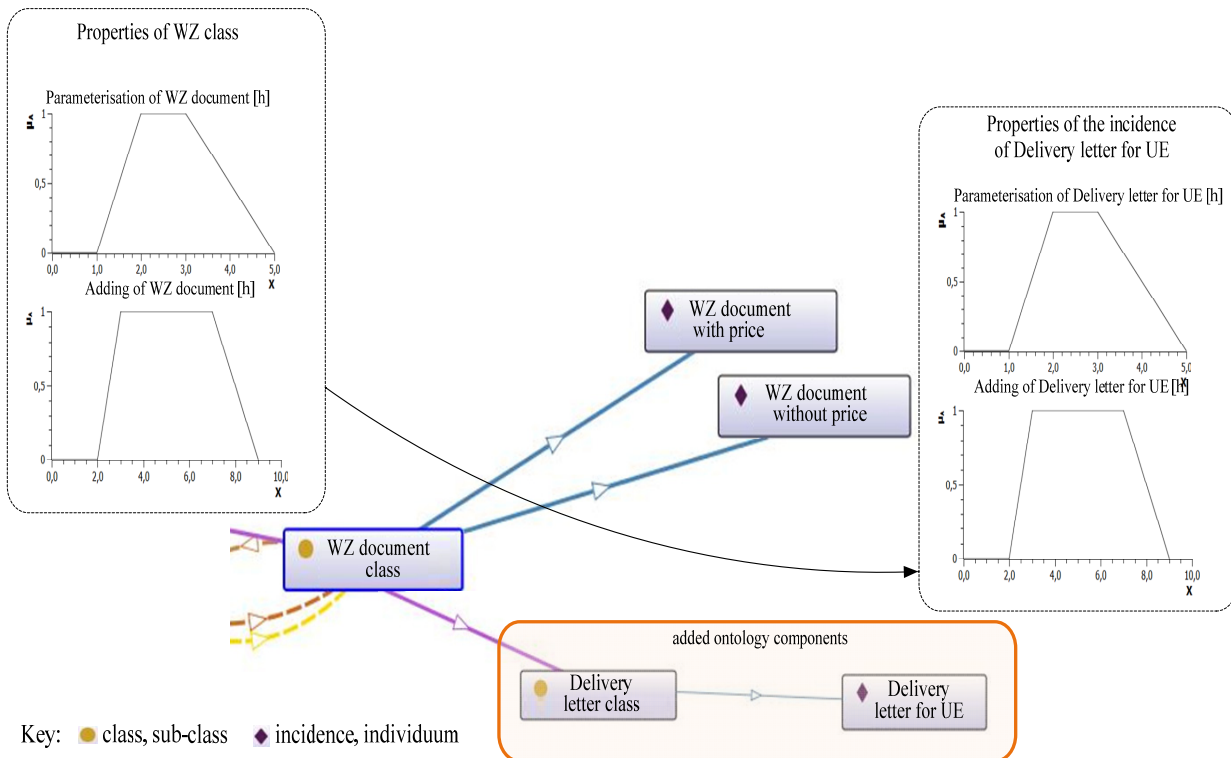 Properties of WZ class
Parameterisation of WZ document [h]
μA
1
0,5
0
0,0 1,0 2,0 3,0 4,0 5,0
X
Adding of WZ document [h]
μA
1
0,5
0
0,0 2,0 4,0 6,0 8,0 10,0
X
Properties of the incidence
of Delivery letter for UE
Parameterisation of Delivery letter for UE [h]
μA
1
0,5
0
0,0 1,0 2,0 3,0 4,0 5,0
X
Adding of Delivery letter for UE [h]
μA
1
0,5
0
0,0 2,0 4,0 6,0 8,0 10,0
X
WZ document
with price
WZ document
without price
WZ document
class
added ontology components
Delivery
letter class
Delivery
letter for UE
Key: class, sub-class incidence, individuum